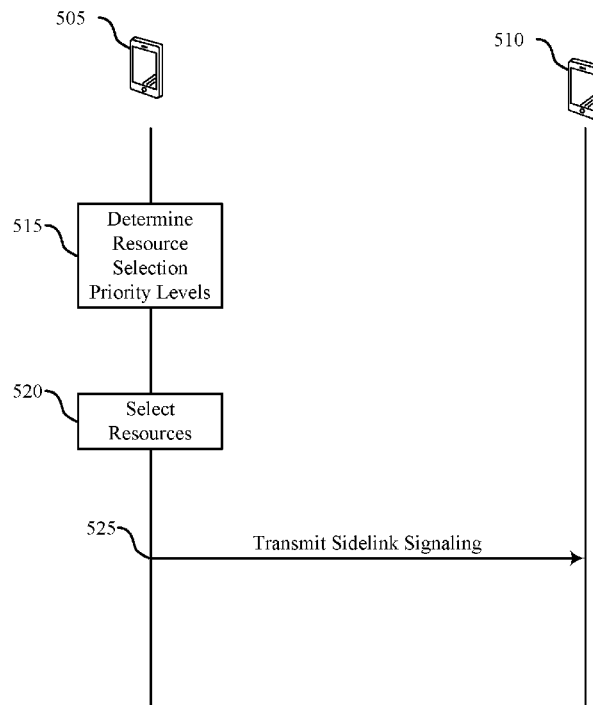 505
510
515
Determine
Resource
Selection
Priority Levels
520
Select
Resources
525
Transmit Sidelink Signaling